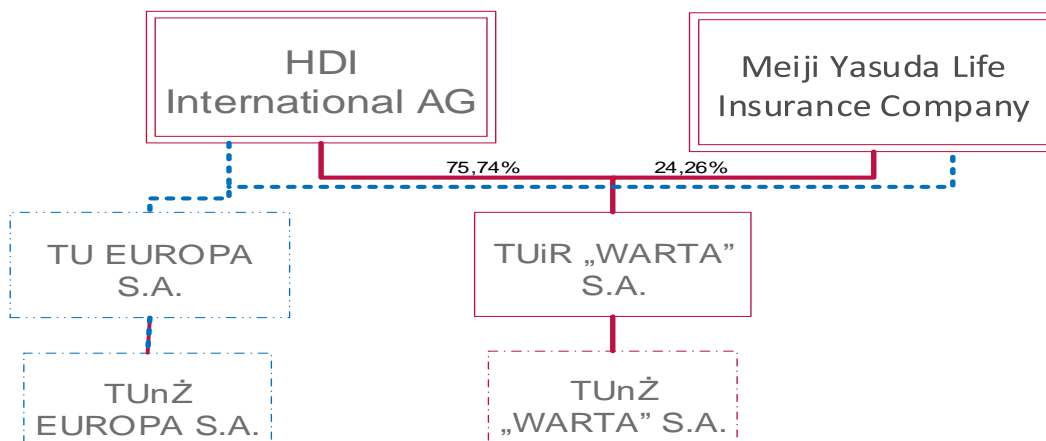 HDI
International AG
Meiji Yasuda Life
Insurance Company
75,74%
24,26%
TU EUROPA
S.A.
TUiR „WARTA”
S.A.
TUnŻ
EUROPA S.A.
TUnŻ
„WARTA” S.A.